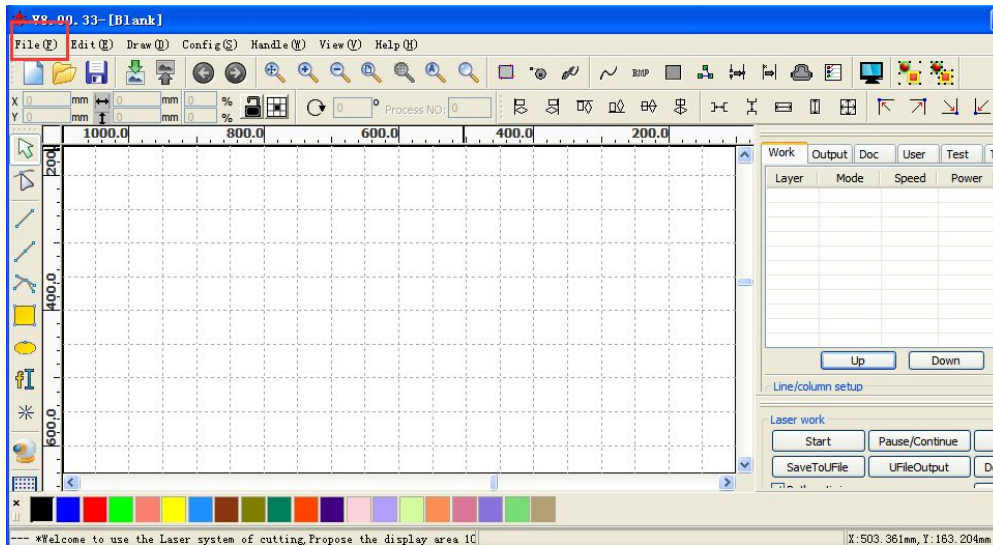 V8.00.33-[Blank]
File(F) Edit(E) Draw(D) Config(S) Handle(W) View(V) Help(H)
BMP
X 0 mm 0 mm 0 %
Y 0 mm 0 mm 0 % 0 ° Process NO: 0
1000.0 800.0 600.0 400.0 200.0
200
400.0
600.0
Work Output Doc User Test
Layer Mode Speed Power
Up Down
Line/column setup
Laser work
Start Pause/Continue
SaveToUFile UFileOutput
--- *Welcome to use the Laser system of cutting,Propose the display area 10
X:503.361mm,Y:163.204mm